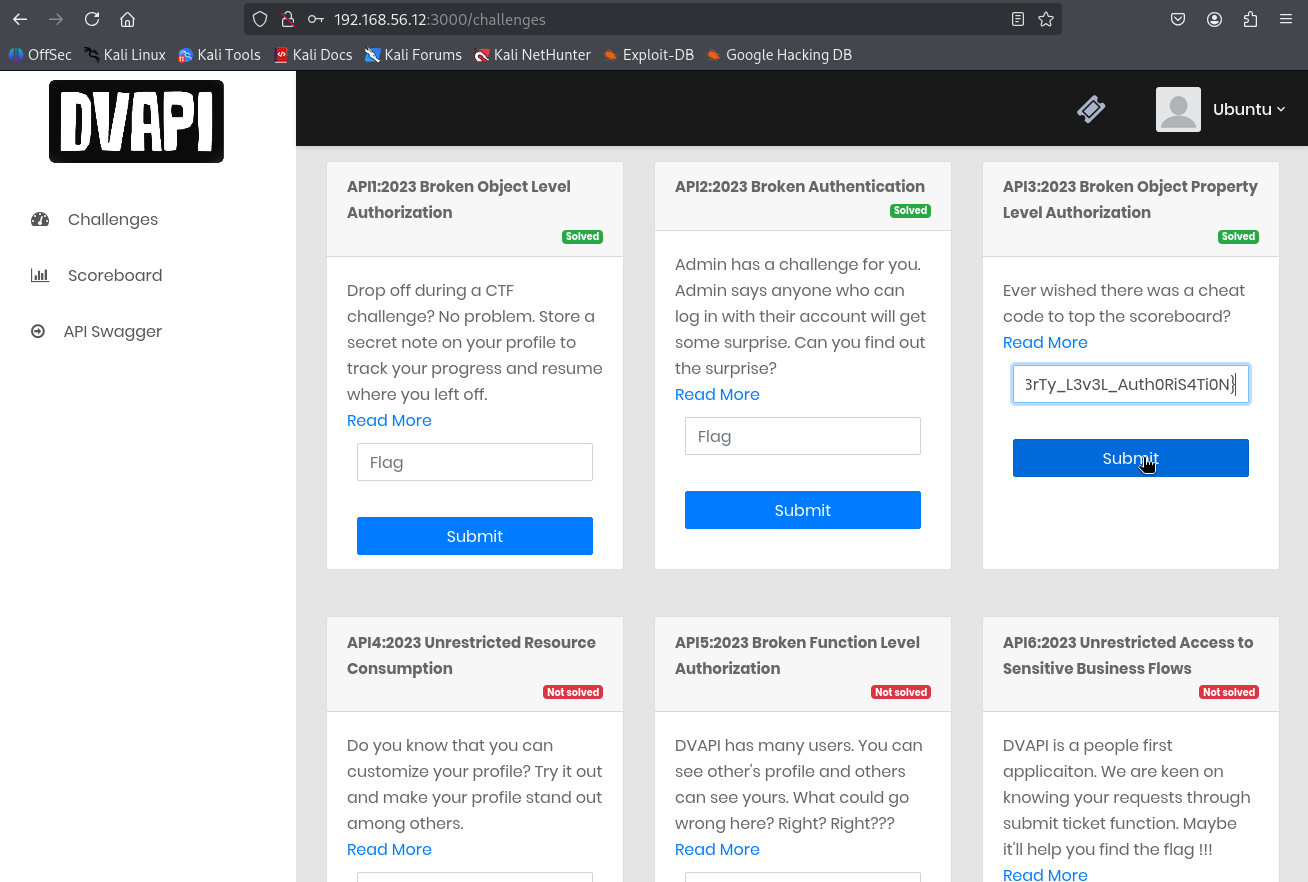 192.168.56.12:3000/challenges
OffSec Kali Linux Kali Tools Kali Docs Kali Forums Kali NetHunter Exploit-DB Google Hacking DB
DVAPI
Ubuntu
Challenges
Scoreboard
API Swagger
API1:2023 Broken Object Level
Authorization
Solved
Drop off during a CTF
challenge? No problem. Store a
secret note on your profile to
track your progress and resume
where you left off.
Read More
Flag
Submit
API2:2023 Broken Authentication
Solved
Admin has a challenge for you.
Admin says anyone who can
log in with their account will get
some surprise. Can you find out
the surprise?
Read More
Flag
Submit
API3:2023 Broken Object Property
Level Authorization
Solved
Ever wished there was a cheat
code to top the scoreboard?
Read More
3rTy_L3v3L_Auth0RiS4Ti0N}
Submit
API4:2023 Unrestricted Resource
Consumption
Not solved
Do you know that you can
customize your profile? Try it out
and make your profile stand out
among others.
Read More
API5:2023 Broken Function Level
Authorization
Not solved
DVAPI has many users. You can
see other's profile and others
can see yours. What could go
wrong here? Right? Right???
Read More
API6:2023 Unrestricted Access to
Sensitive Business Flows
Not solved
DVAPI is a people first
applicaiton. We are keen on
knowing your requests through
submit ticket function. Maybe
it'll help you find the flag !!!
Read More